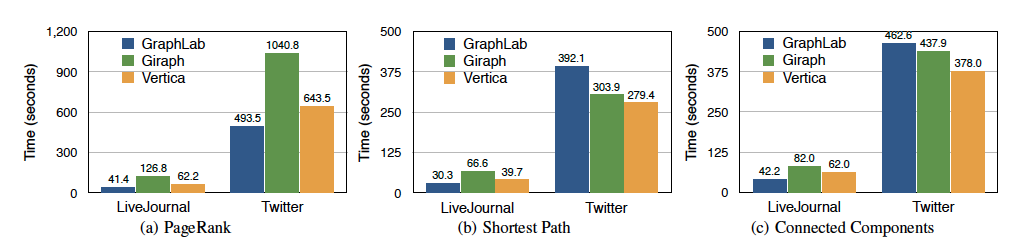 1,200
900
600
300
0
Time (seconds)
GraphLab
Giraph
Vertica
41.4
126.8
62.2
493.5
1040.8
643.5
LiveJournal
Twitter
(a) PageRank
500
375
250
125
0
Time (seconds)
GraphLab
Giraph
Vertica
30.3
66.6
39.7
392.1
303.9
279.4
LiveJournal
Twitter
(b) Shortest Path
500
375
250
125
0
Time (seconds)
GraphLab
Giraph
Vertica
42.2
82.0
62.0
462.6
437.9
378.0
LiveJournal
Twitter
(c) Connected Components